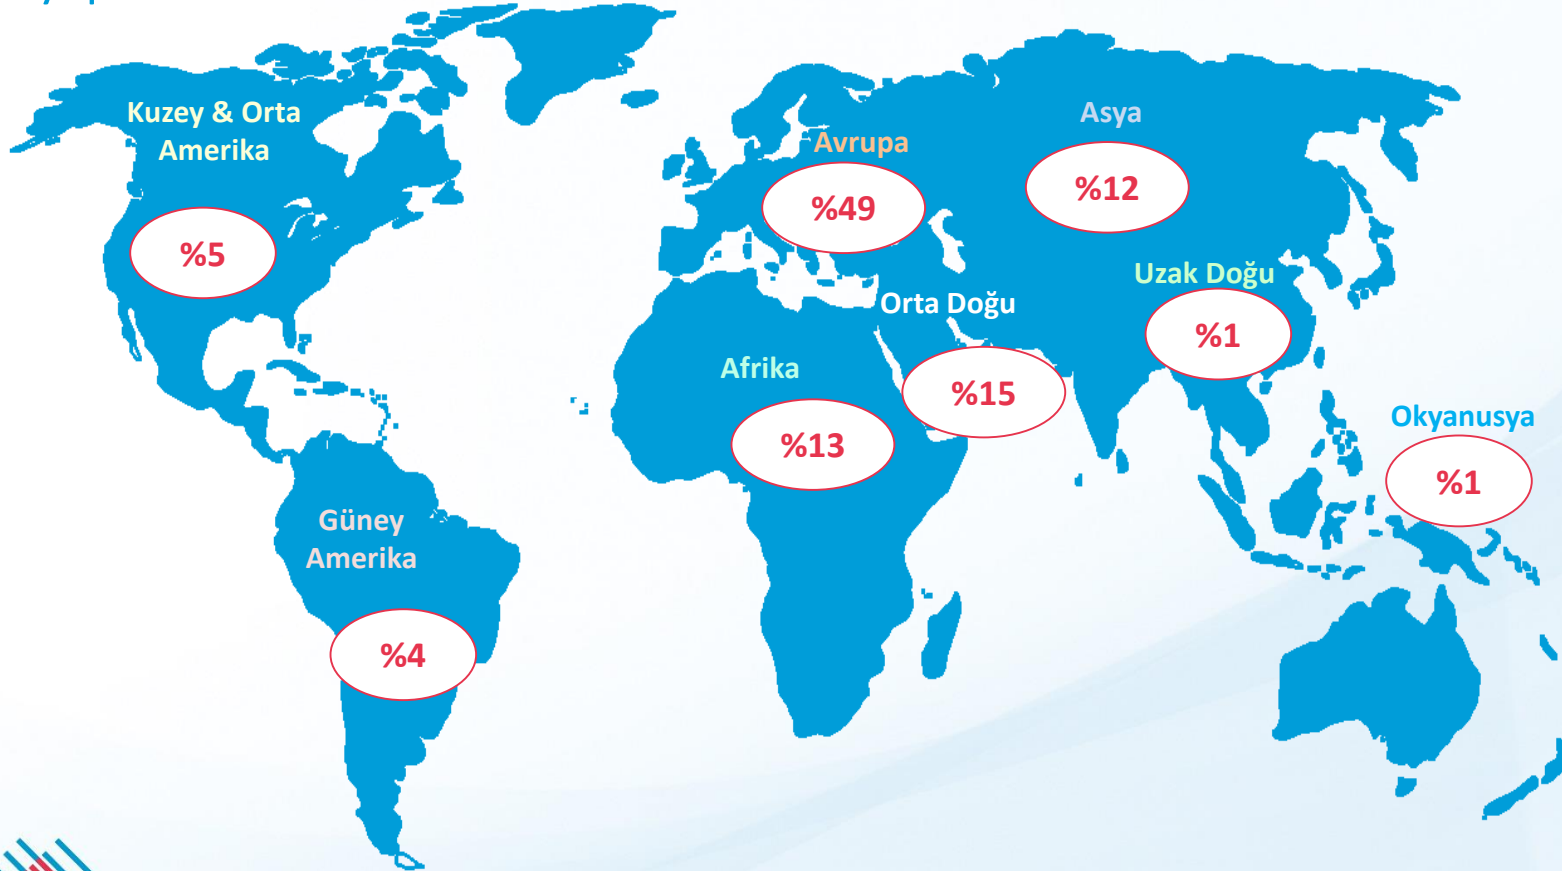 Kuzey & Orta
Amerika
%5
Avrupa
%49
Asya
%12
Uzak Doğu
%1
Orta Doğu
%15
Afrika
%13
Okyanusya
%1
Güney
Amerika
%4